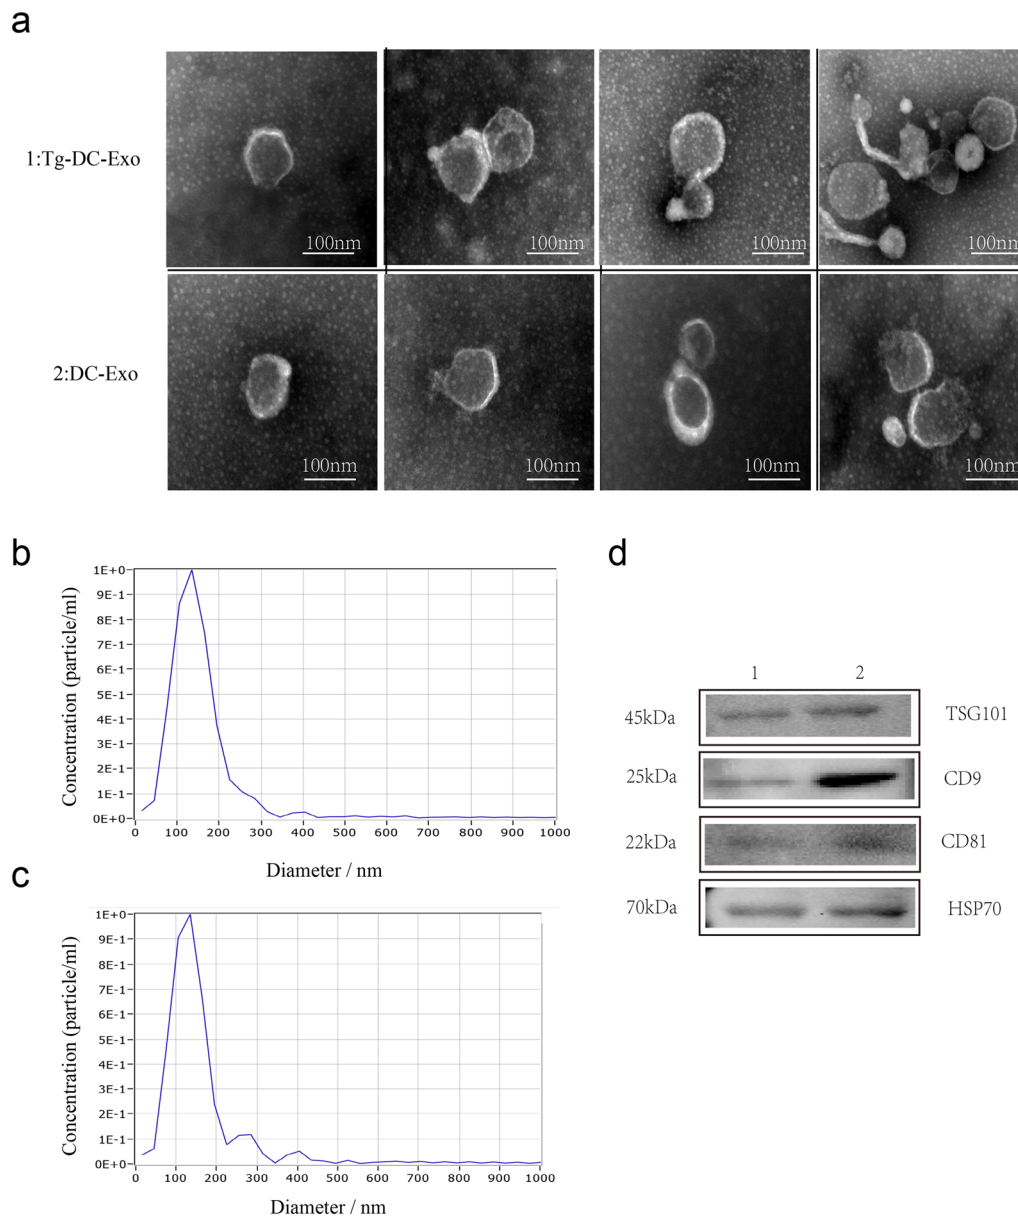 a
1:Tg-DC-Exo
100nm
100nm
100nm
100nm
2:DC-Exo
100nm
100nm
100nm
100nm
b
Concentration (particle/ml)
1E+0
9E-1
8E-1
7E-1
6E-1
5E-1
4E-1
3E-1
2E-1
1E-1
0E+0
0 100 200 300 400 500 600 700 800 900 1000
Diameter / nm
c
Concentration (particle/ml)
1E+0
9E-1
8E-1
7E-1
6E-1
5E-1
4E-1
3E-1
2E-1
1E-1
0E+0
0 100 200 300 400 500 600 700 800 900 1000
Diameter / nm
d
1 2
45kDa TSG101
25kDa CD9
22kDa CD81
70kDa HSP70